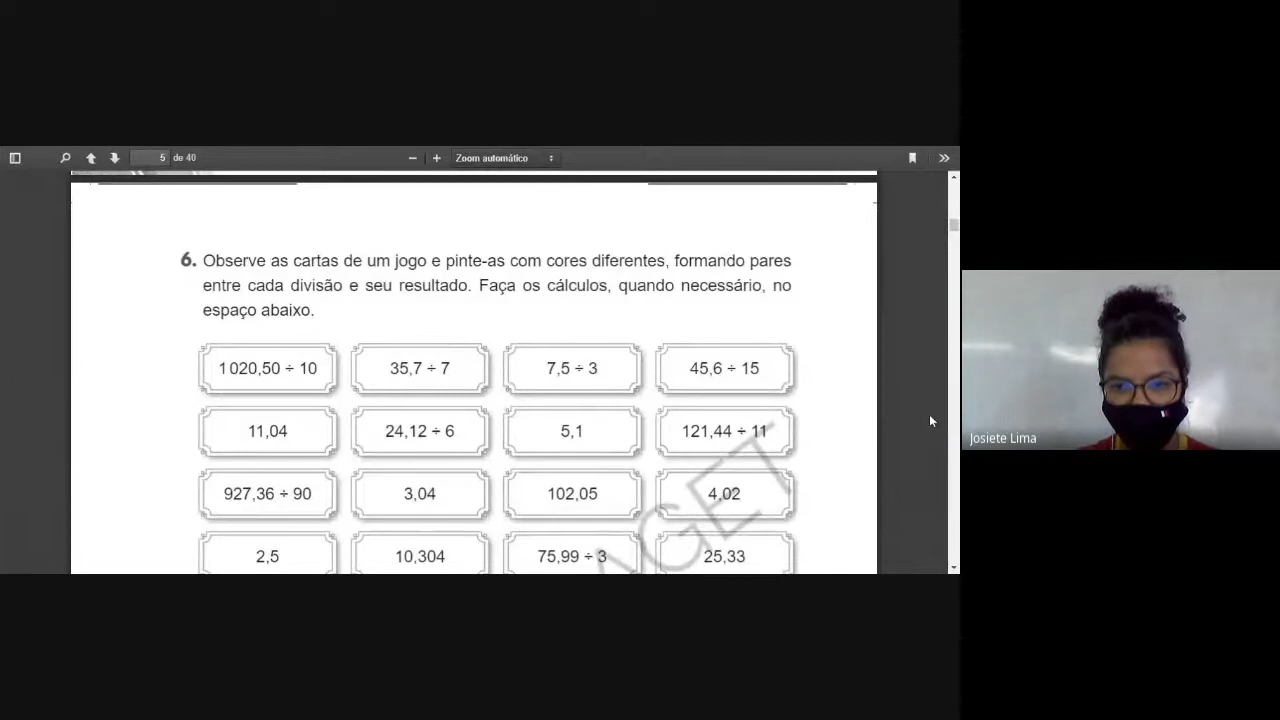 5 de 40
Zoom automático
6. Observe as cartas de um jogo e pinte-as com cores diferentes, formando pares
entre cada divisão e seu resultado. Faça os cálculos, quando necessário, no
espaço abaixo.
1 020,50 ÷ 10 35,7 ÷ 7 7,5 ÷ 3 45,6 ÷ 15
11,04 24,12 ÷ 6 5,1 121,44 ÷ 11
927,36 ÷ 90 3,04 102,05 4,02
2,5 10,304 75,99 ÷ 3 25,33
AGET
Josiete Lima